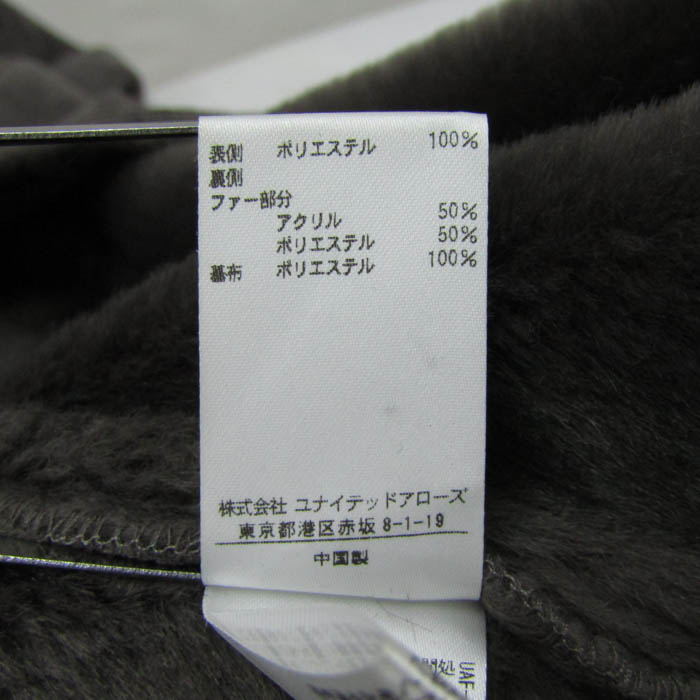 表側 ポリエステル 100%
裏側
ファー部分
アクリル 50%
ポリエステル 50%
基布 ポリエステル 100%
株式会社 ユナイテッドアローズ
東京都港区赤坂8-1-19
中国製
UAF-